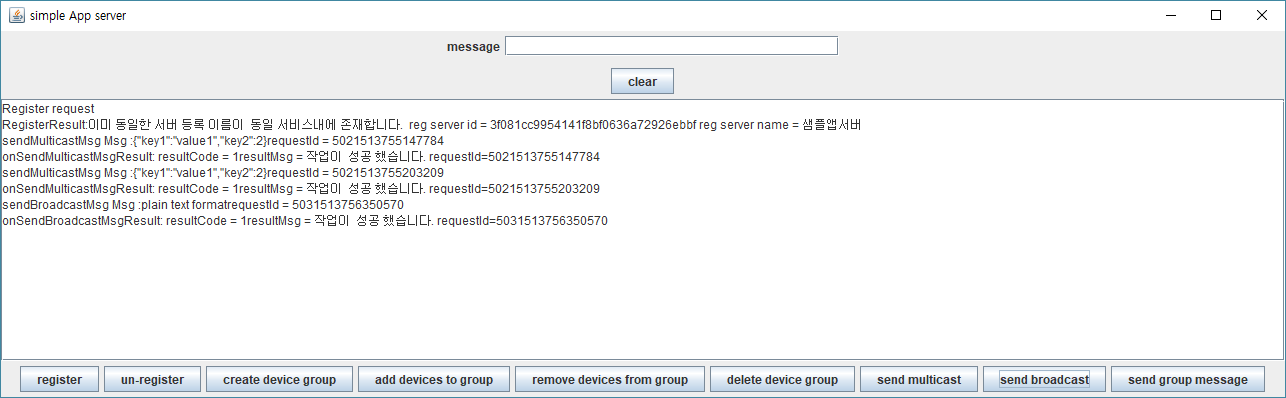 simple App server
message
clear
Register request
RegisterResult:이미 동일한 서버 등록 이름이 동일 서비스내에 존재합니다. reg server id = 3f081cc9954141f8bf0636a72926ebbf reg server name = 샘플앱서버
sendMulticastMsg Msg :{"key1":"value1","key2":2}requestId = 5021513755147784
onSendMulticastMsgResult: resultCode = 1resultMsg = 작업이 성공 했습니다. requestId=5021513755147784
sendMulticastMsg Msg :{"key1":"value1","key2":2}requestId = 5021513755203209
onSendMulticastMsgResult: resultCode = 1resultMsg = 작업이 성공 했습니다. requestId=5021513755203209
sendBroadcastMsg Msg :plain text formatrequestId = 5031513756350570
onSendBroadcastMsgResult: resultCode = 1resultMsg = 작업이 성공 했습니다. requestId=5031513756350570
register un-register create device group add devices to group remove devices from group delete device group send multicast send broadcast send group message